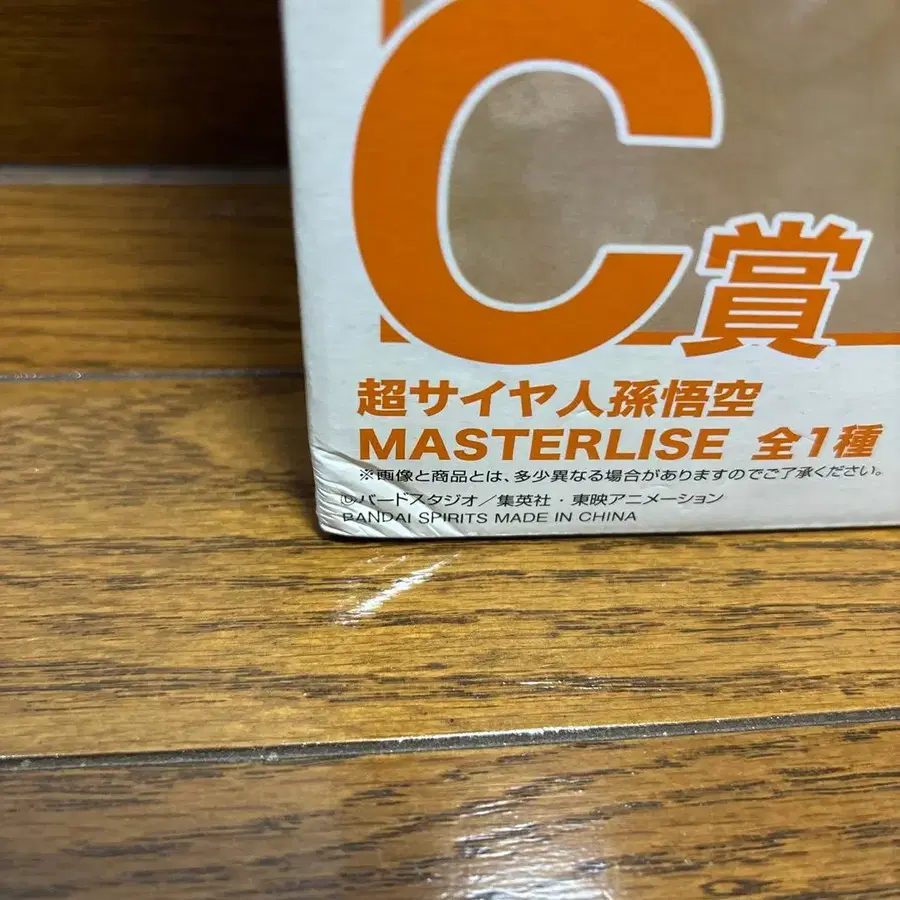 C賞
超サイヤ人孫悟空
MASTERLISE 全1種
※画像と商品とは、多少異なる場合がありますのでご了承ください。
©バードスタジオ/集英社・東映アニメーション
BANDAI SPIRITS MADE IN CHINA